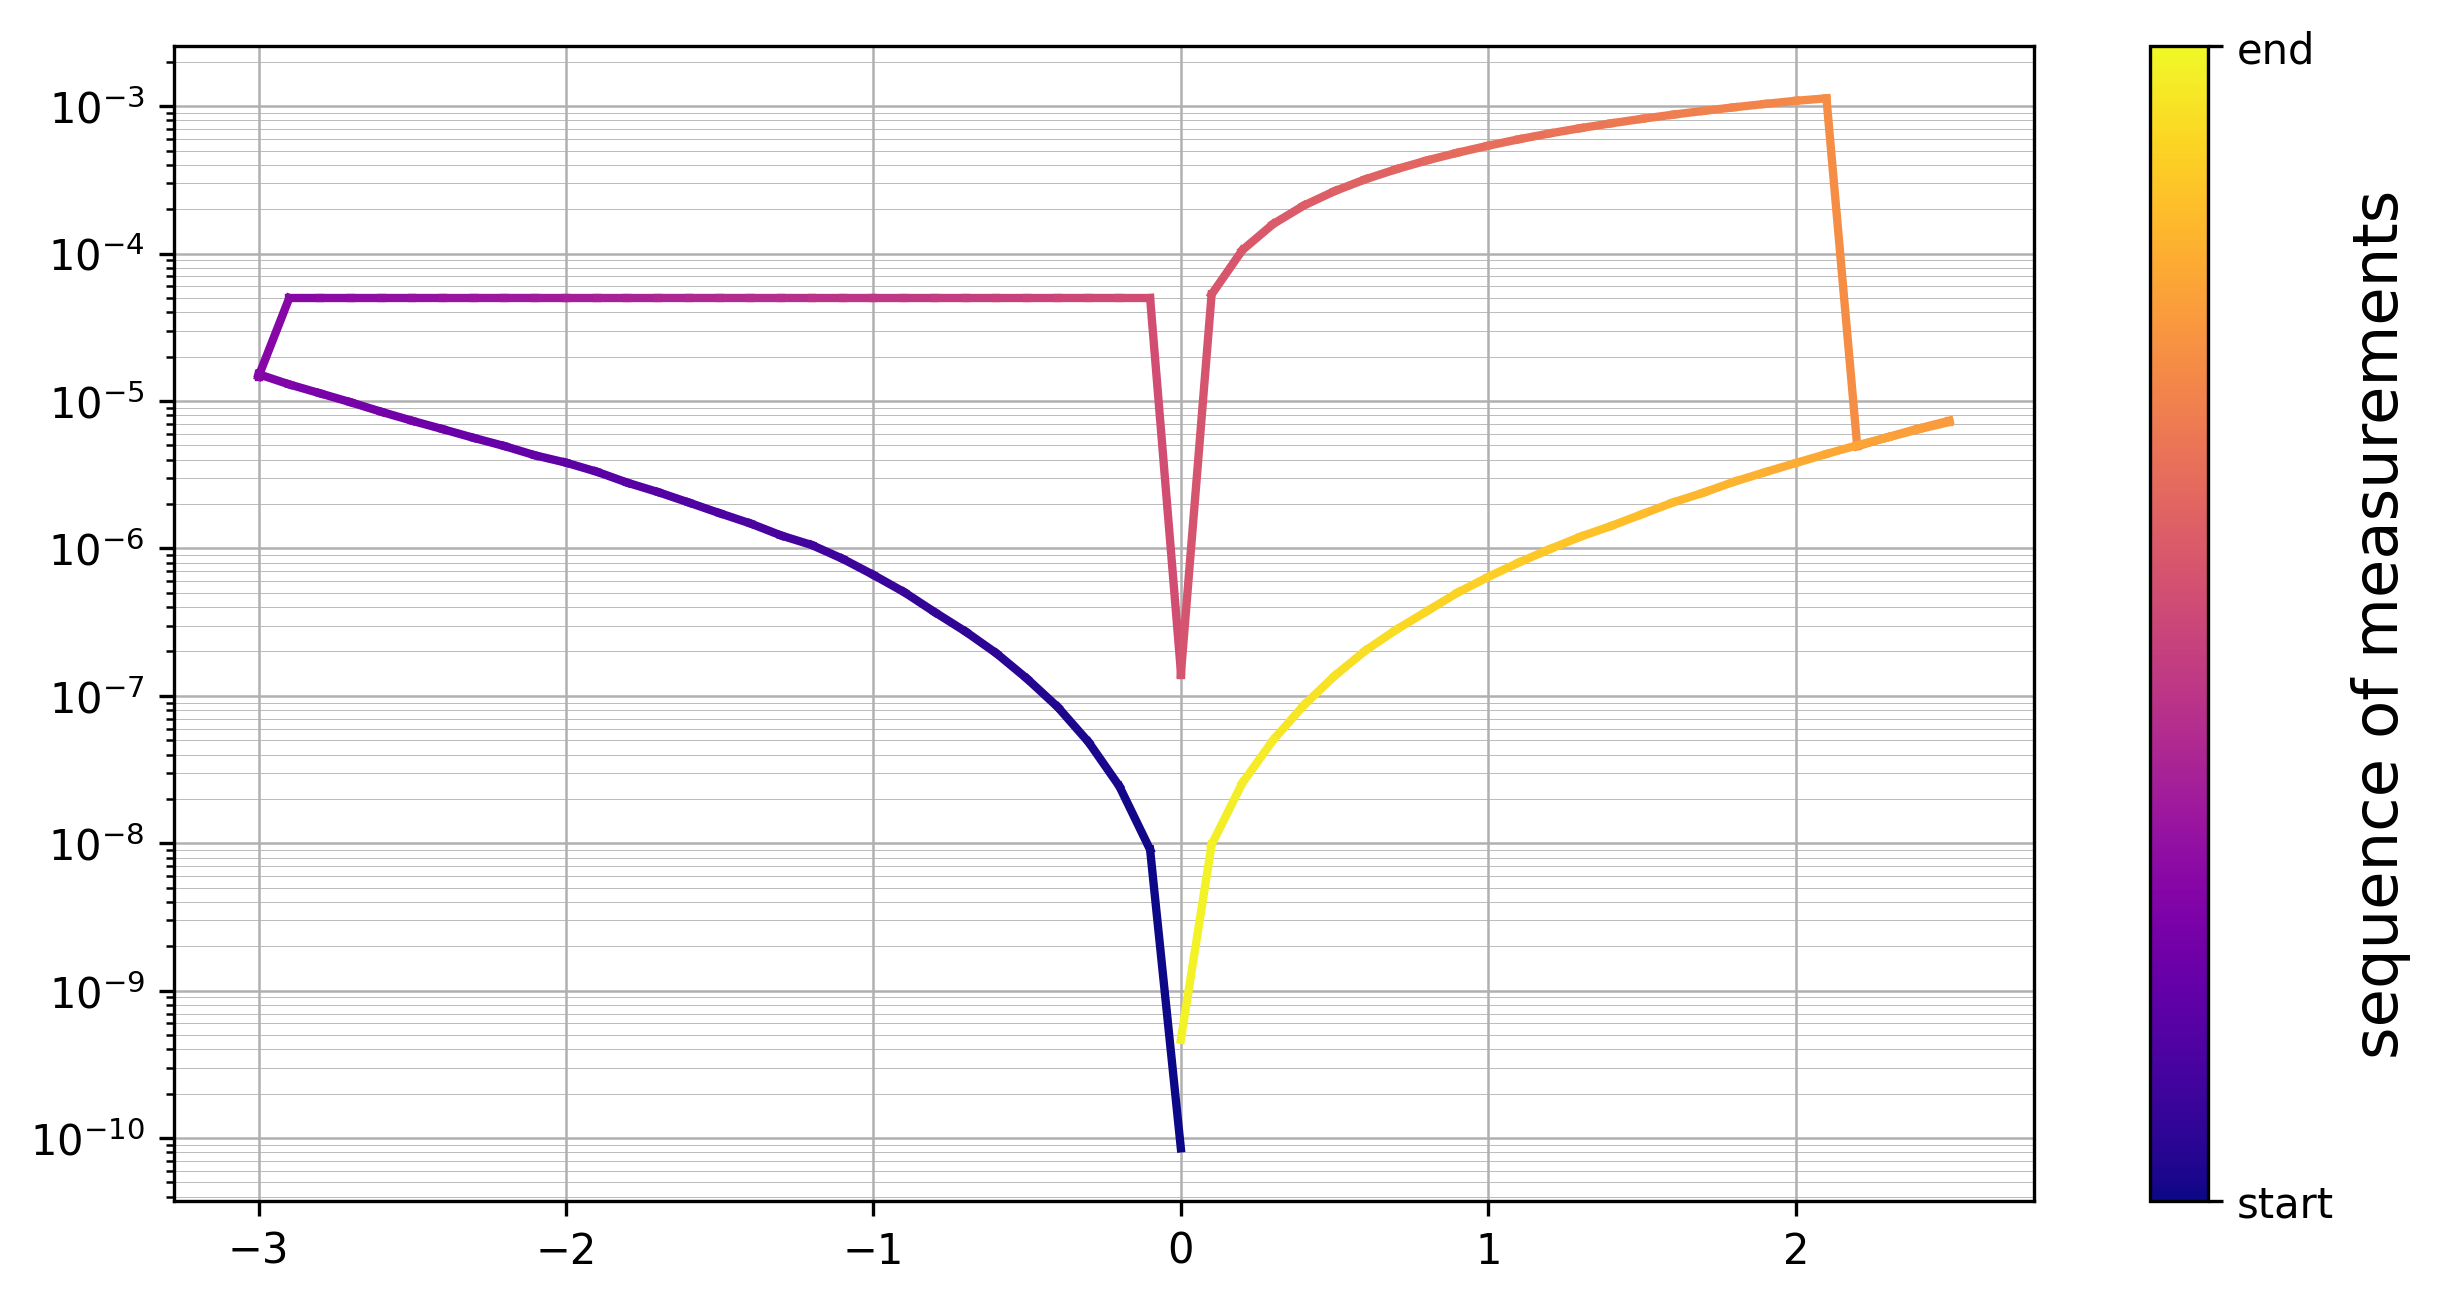 10⁻³
10⁻⁴
10⁻⁵
10⁻⁶
10⁻⁷
10⁻⁸
10⁻⁹
10⁻¹⁰
−3 −2 −1 0 1 2
end
start
sequence of measurements